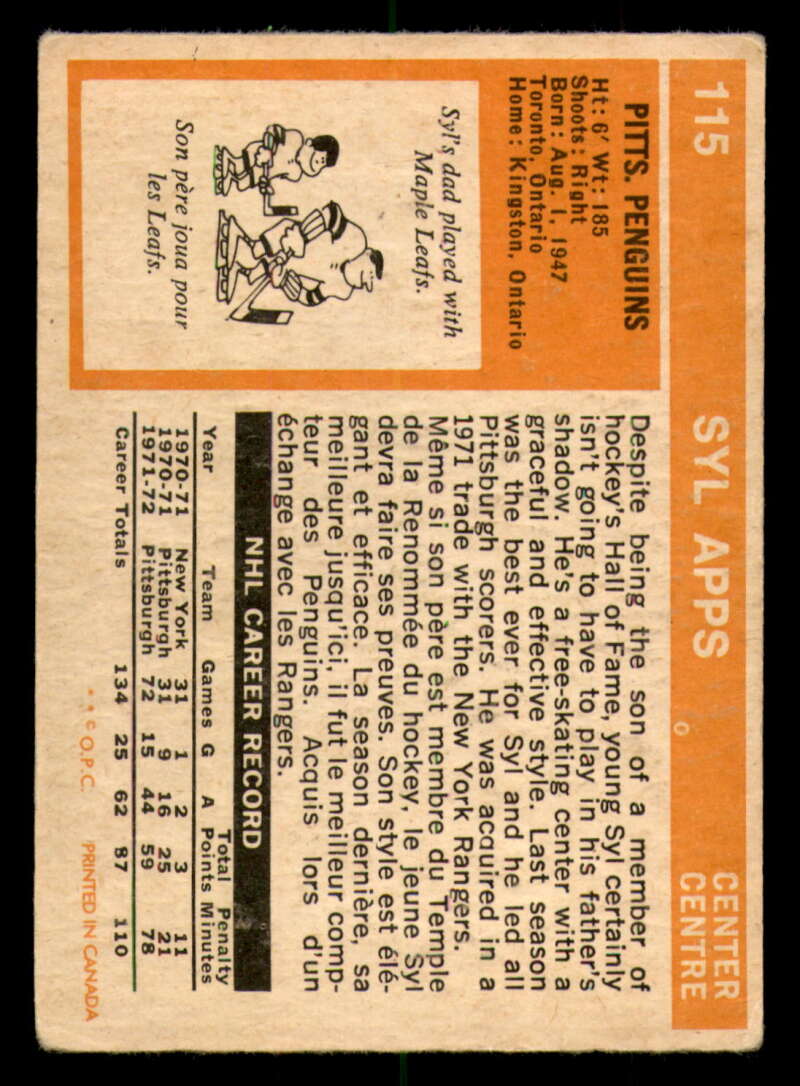 115 SYL APPS CENTER
CENTRE
PITTS. PENGUINS
Ht: 6' Wt: 185
Shoots: Right
Born: Aug. 1, 1947
Toronto, Ontario
Home: Kingston, Ontario
Syl's dad played with
Maple Leafs.
Son père joua pour
les Leafs.
Despite being the son of a member of
hockey's Hall of Fame, young Syl certainly
isn't going to have to play in his father's
shadow. He's a free-skating center with a
graceful and effective style. Last season
was the best ever for Syl and he led all
Pittsburgh scorers. He was acquired in a
1971 trade with the New York Rangers.
Même si son père est membre du Temple
de la Renommée du hockey, le jeune Syl
devra faire ses preuves. Son style est élé-
gant et efficace. La season dernière, sa
meilleure jusqu'ici, il fut le meilleur comp-
teur des Penguins. Acquis lors d'un
échange avec les Rangers.
NHL CAREER RECORD
Total Penalty
Year Team Games G A Points Minutes
1970-71 New York 31 1 2 3 11
1970-71 Pittsburgh 31 9 16 25 21
1971-72 Pittsburgh 72 15 44 59 78
Career Totals 134 25 62 87 110
* * © O.P.C. PRINTED IN CANADA